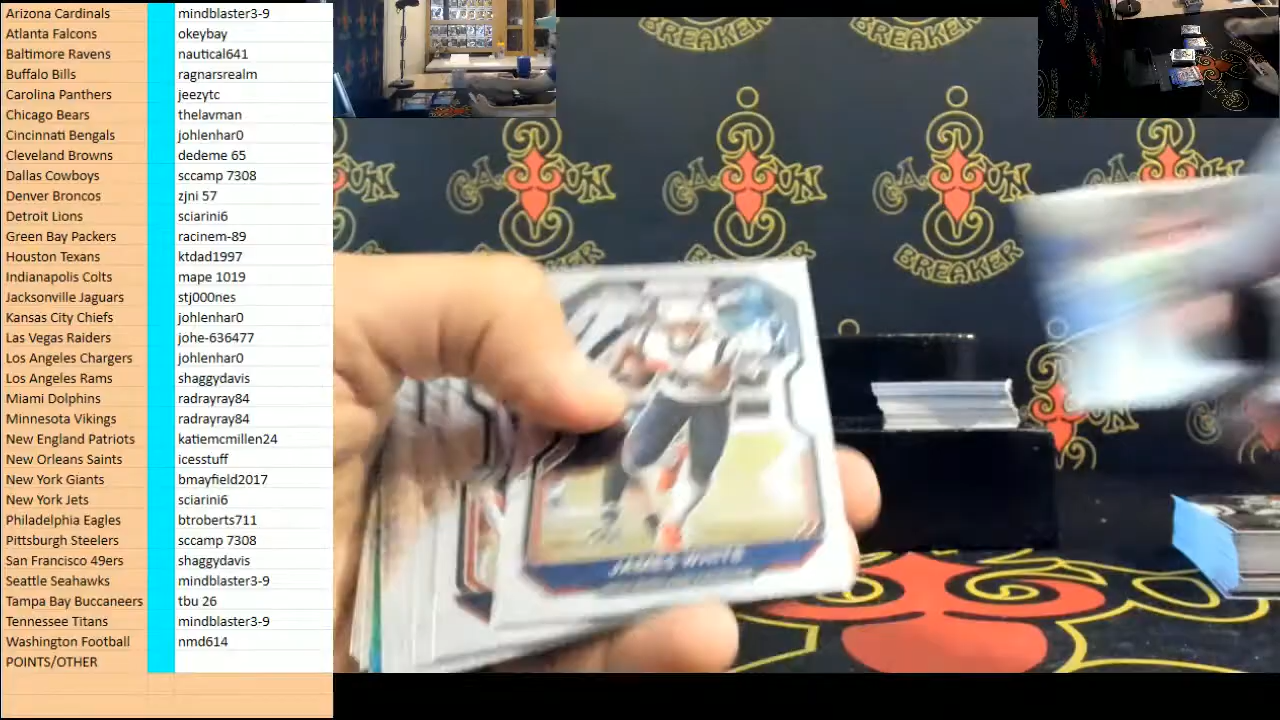 Arizona Cardinals mindblaster3-9
Atlanta Falcons okeybay
Baltimore Ravens nautical641
Buffalo Bills ragnarsrealm
Carolina Panthers jeezytc
Chicago Bears thelavman
Cincinnati Bengals johlenhar0
Cleveland Browns dedeme 65
Dallas Cowboys sccamp 7308
Denver Broncos zjni 57
Detroit Lions sciarini6
Green Bay Packers racinem-89
Houston Texans ktdad1997
Indianapolis Colts mape 1019
Jacksonville Jaguars stj000nes
Kansas City Chiefs johlenhar0
Las Vegas Raiders johe-636477
Los Angeles Chargers johlenhar0
Los Angeles Rams shaggydavis
Miami Dolphins radrayray84
Minnesota Vikings radrayray84
New England Patriots katiemcmillen24
New Orleans Saints icesstuff
New York Giants bmayfield2017
New York Jets sciarini6
Philadelphia Eagles btroberts711
Pittsburgh Steelers sccamp 7308
San Francisco 49ers shaggydavis
Seattle Seahawks mindblaster3-9
Tampa Bay Buccaneers tbu 26
Tennessee Titans mindblaster3-9
Washington Football nmd614
POINTS/OTHER
BREAKER
BREAKER
BREAKER
BREAKER
JAMES WHITE